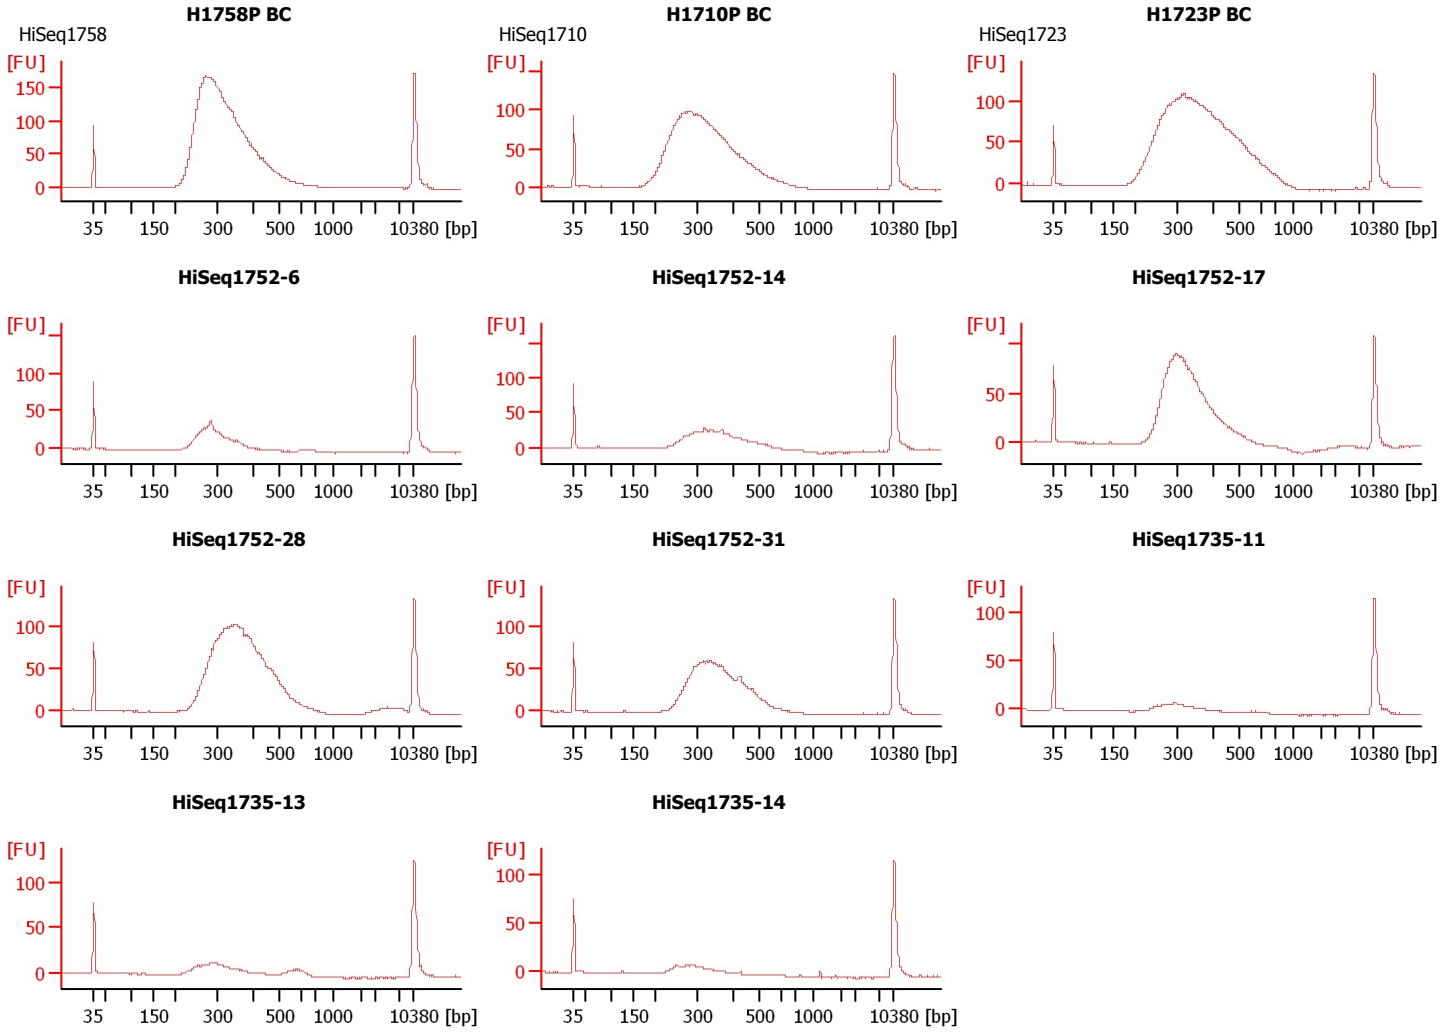 H1758P BC
HiSeq1758
[FU]
150
100
50
0
35 150 300 500 1000 10380 [bp]
H1710P BC
HiSeq1710
[FU]
100
50
0
35 150 300 500 1000 10380 [bp]
H1723P BC
HiSeq1723
[FU]
100
50
0
35 150 300 500 1000 10380 [bp]
HiSeq1752-6
[FU]
100
50
0
35 150 300 500 1000 10380 [bp]
HiSeq1752-14
[FU]
100
50
0
35 150 300 500 1000 10380 [bp]
HiSeq1752-17
[FU]
50
0
35 150 300 500 1000 10380 [bp]
HiSeq1752-28
[FU]
100
50
0
35 150 300 500 1000 10380 [bp]
HiSeq1752-31
[FU]
100
50
0
35 150 300 500 1000 10380 [bp]
HiSeq1735-11
[FU]
100
50
0
35 150 300 500 1000 10380 [bp]
HiSeq1735-13
[FU]
100
50
0
35 150 300 500 1000 10380 [bp]
HiSeq1735-14
[FU]
100
50
0
35 150 300 500 1000 10380 [bp]